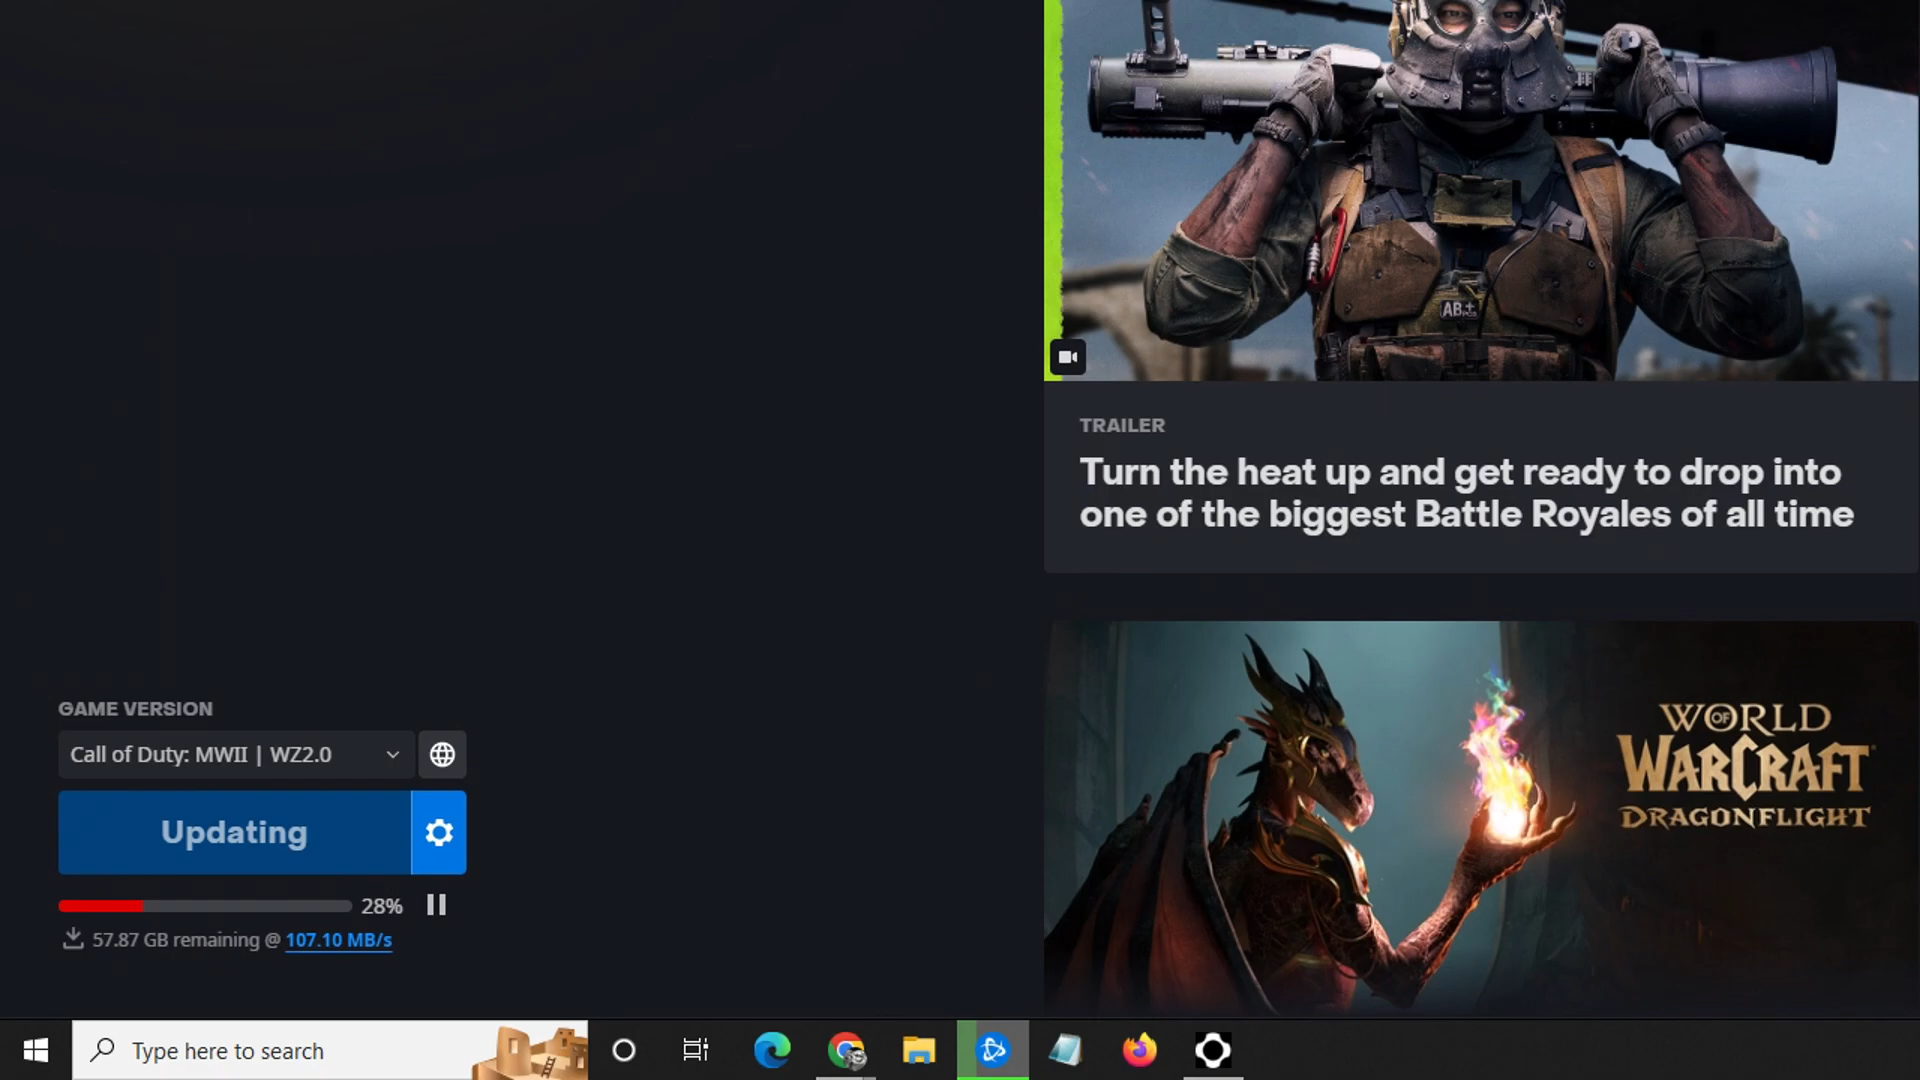 AB+
POS
TRAILER
Turn the heat up and get ready to drop into
one of the biggest Battle Royales of all time
WORLD
OF
WARCRAFT
DRAGONFLIGHT
GAME VERSION
Call of Duty: MWII | WZ2.0
Updating
28%
57.87 GB remaining @ 107.10 MB/s
Type here to search